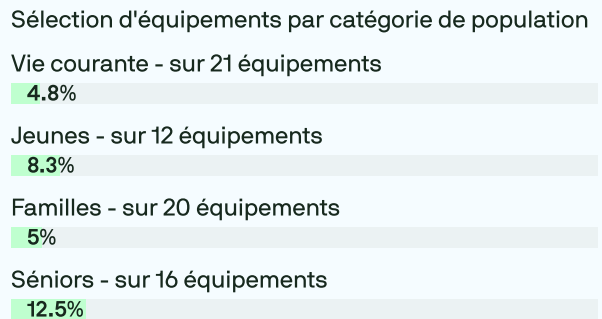 Sélection d'équipements par catégorie de population
Vie courante - sur 21 équipements
4.8%
Jeunes - sur 12 équipements
8.3%
Familles - sur 20 équipements
5%
Séniors - sur 16 équipements
12.5%